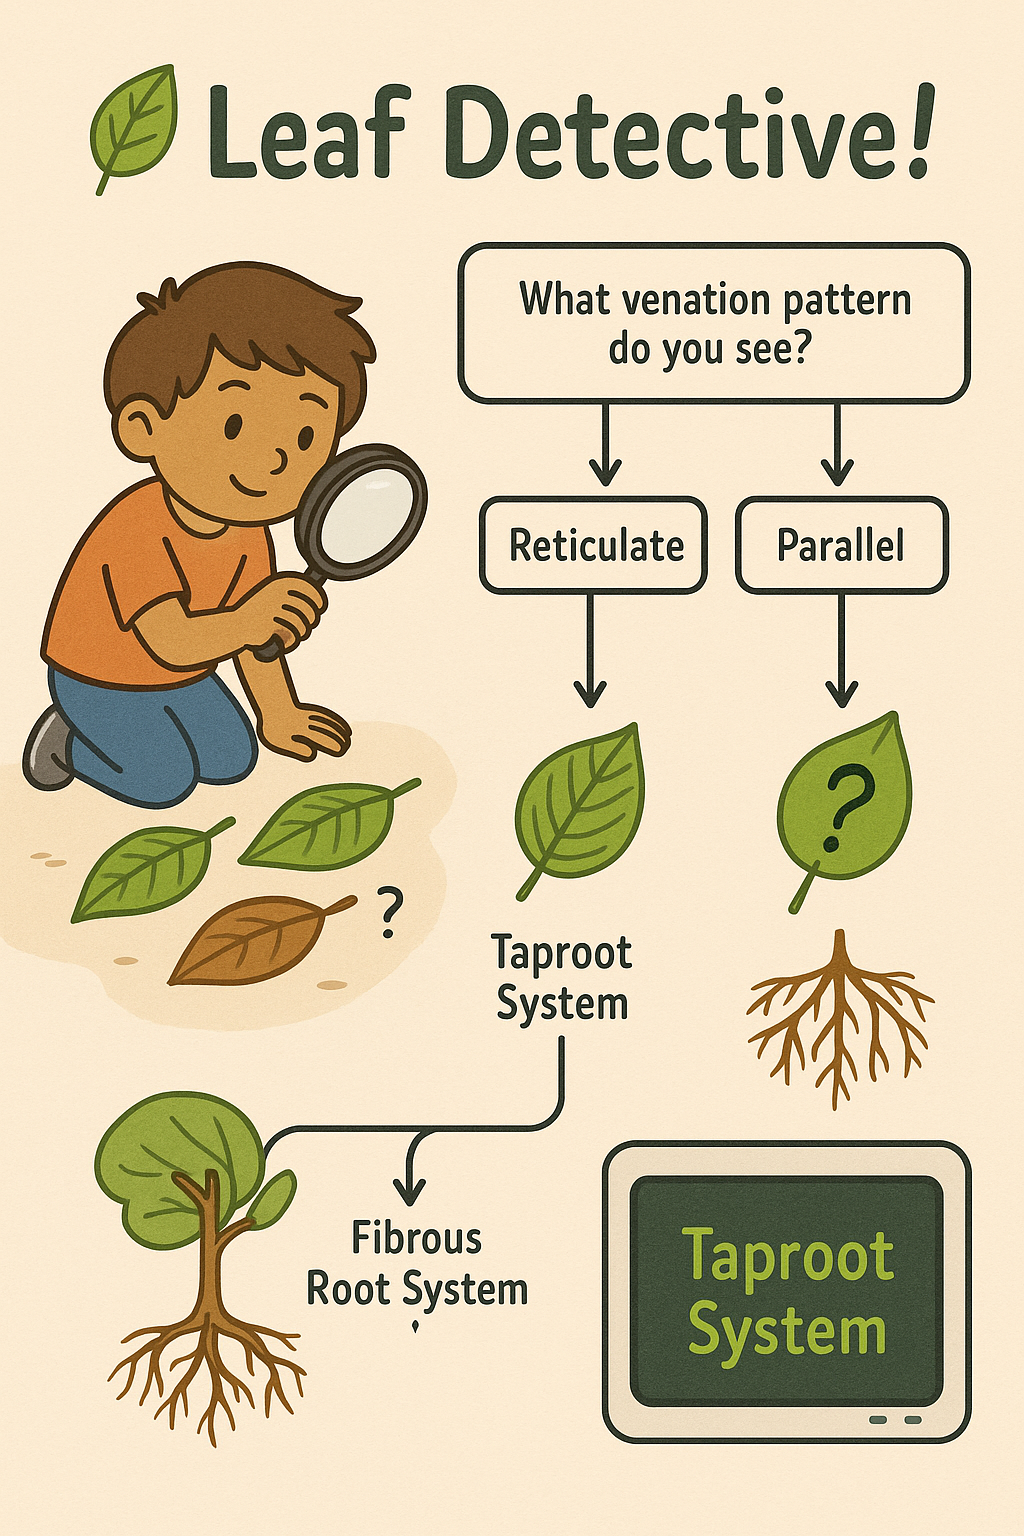 Leaf Detective!
What venation pattern
do you see?
Reticulate
Parallel
?
?
Taproot
System
Fibrous
Root System
Taproot
System